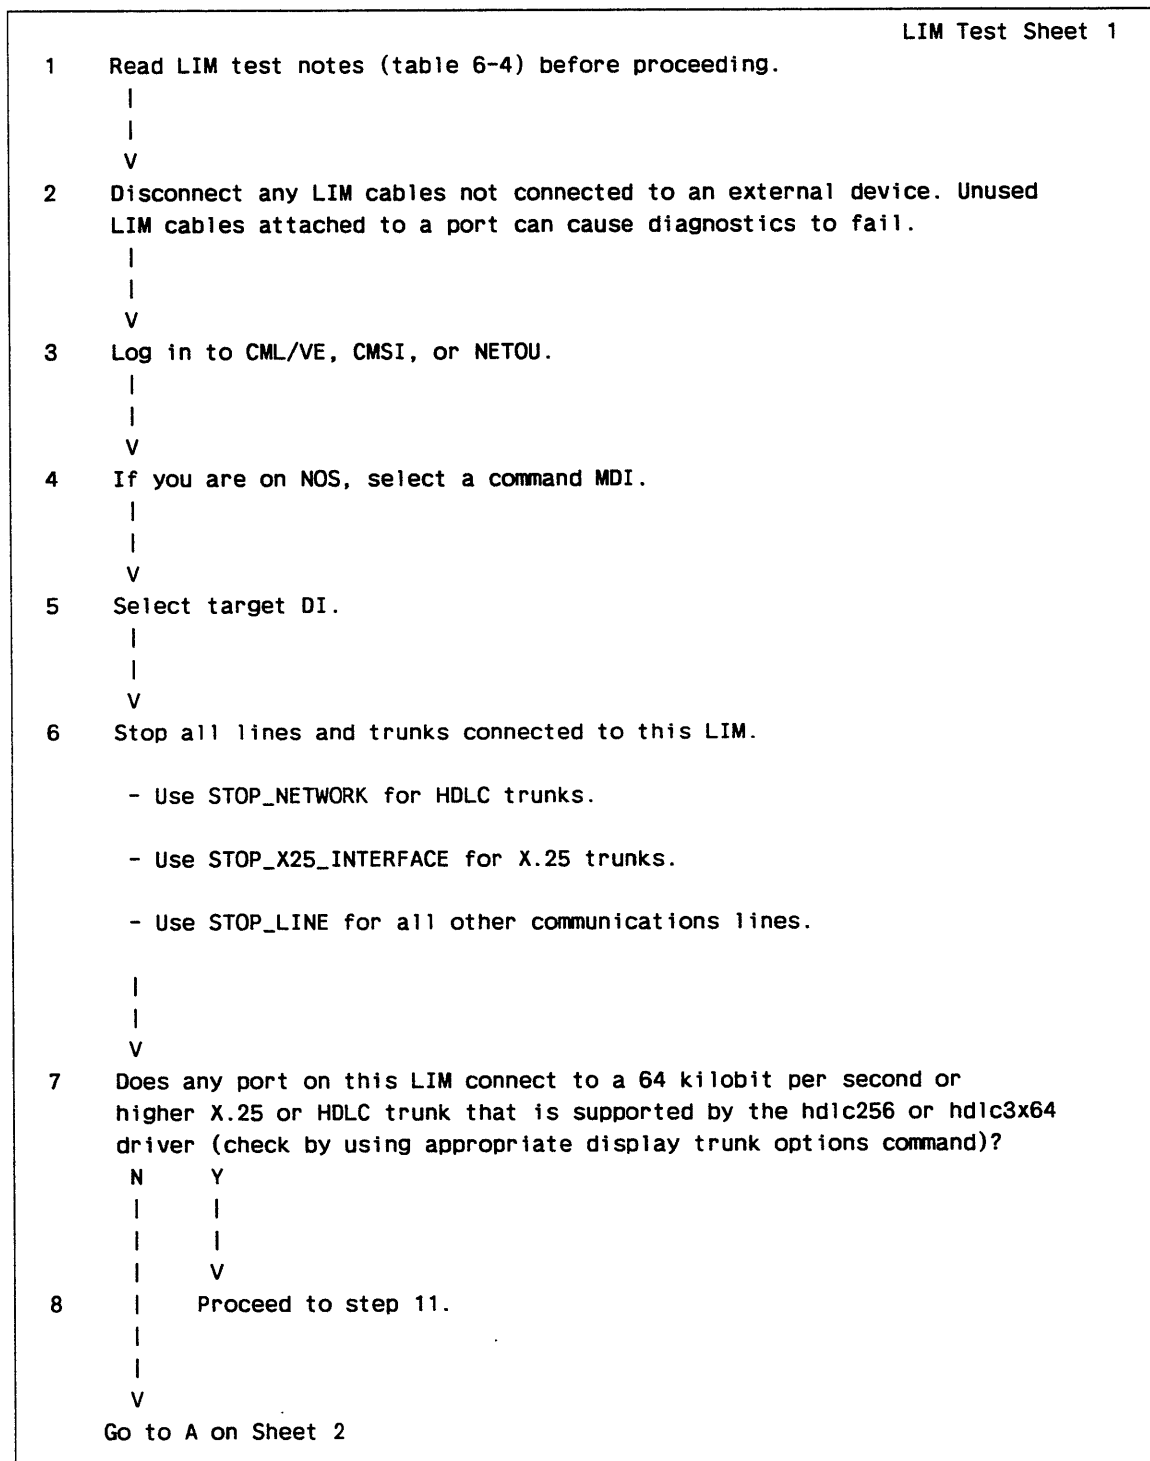 LIM Test Sheet 1
1 Read LIM test notes (table 6-4) before proceeding.
|
|
V
2 Disconnect any LIM cables not connected to an external device. Unused
LIM cables attached to a port can cause diagnostics to fail.
|
|
V
3 Log in to CML/VE, CMSI, or NETOU.
|
|
V
4 If you are on NOS, select a command MDI.
|
|
V
5 Select target DI.
|
|
V
6 Stop all lines and trunks connected to this LIM.
- Use STOP_NETWORK for HDLC trunks.
- Use STOP_X25_INTERFACE for X.25 trunks.
- Use STOP_LINE for all other communications lines.
|
|
V
7 Does any port on this LIM connect to a 64 kilobit per second or
higher X.25 or HDLC trunk that is supported by the hdlc256 or hdlc3x64
driver (check by using appropriate display trunk options command)?
N Y
| |
| |
| V
8 | Proceed to step 11.
|
|
V
Go to A on Sheet 2